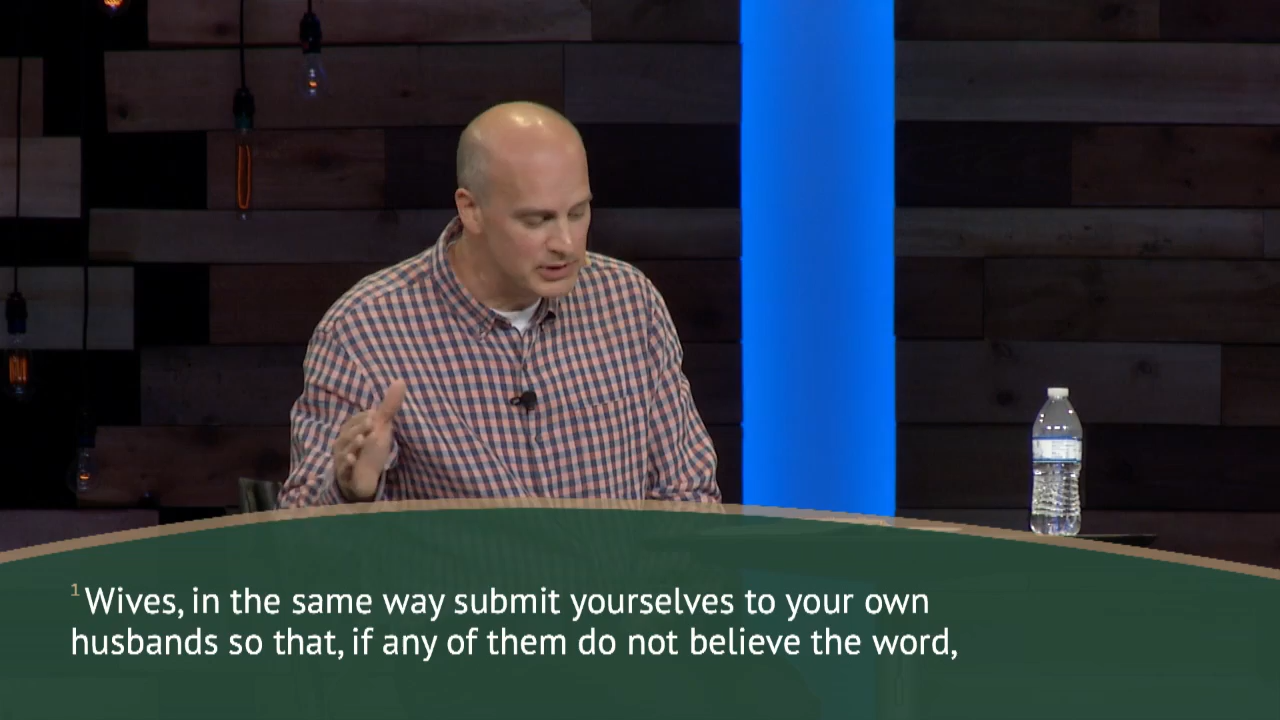 1 Wives, in the same way submit yourselves to your own
husbands so that, if any of them do not believe the word,